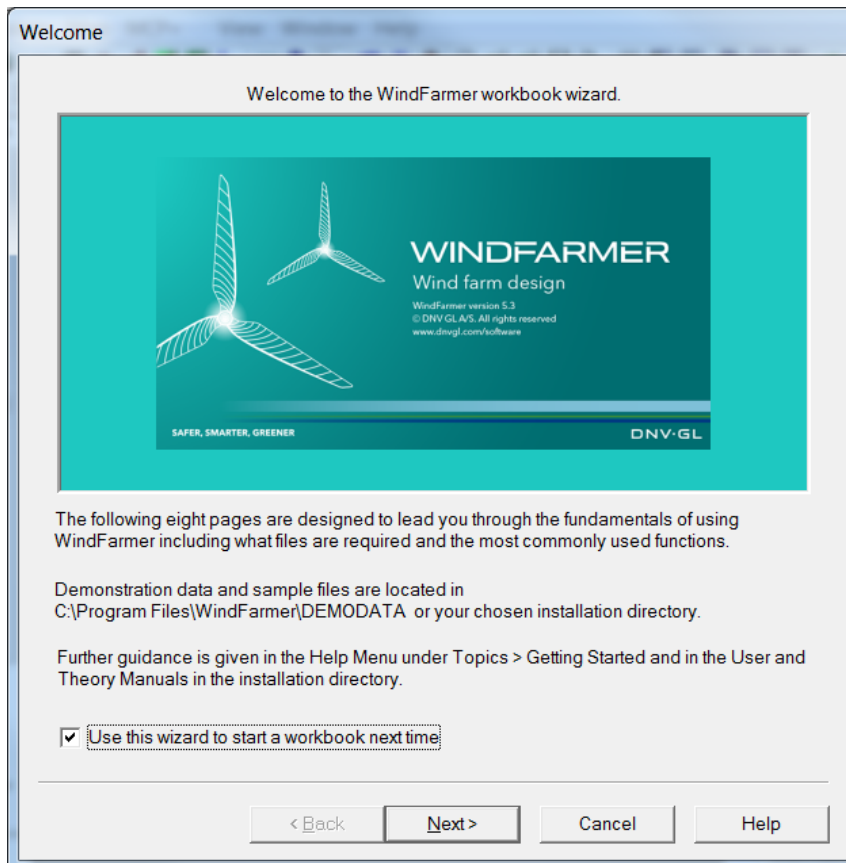 Welcome
Welcome to the WindFarmer workbook wizard.
WINDFARMER
Wind farm design
WindFarmer version 5.3
© DNV GL A/S. All rights reserved
www.dnvgl.com/software
SAFER, SMARTER, GREENER
DNV·GL
The following eight pages are designed to lead you through the fundamentals of using
WindFarmer including what files are required and the most commonly used functions.
Demonstration data and sample files are located in
C:\Program Files\WindFarmer\DEMODATA or your chosen installation directory.
Further guidance is given in the Help Menu under Topics > Getting Started and in the User and
Theory Manuals in the installation directory.
Use this wizard to start a workbook next time
< Back Next > Cancel Help